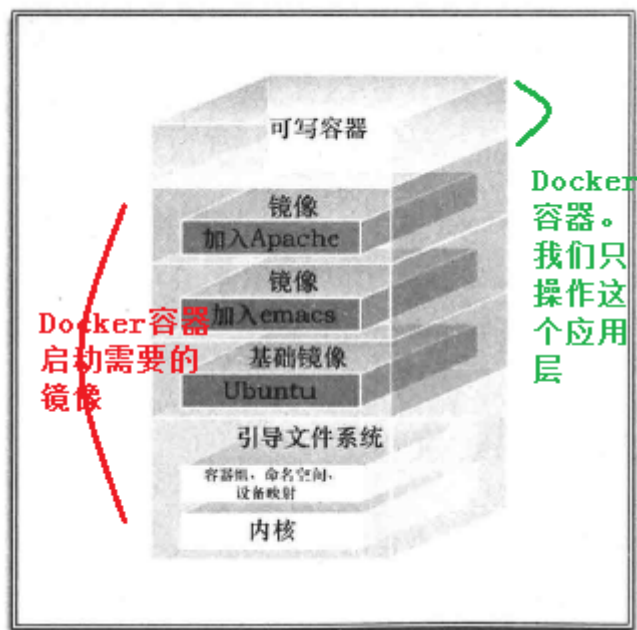 可写容器
镜像
加入Apache
镜像
加入emacs
基础镜像
Ubuntu
引导文件系统
容器组，命名空间，
设备映射
内核
Docker容器
启动需要的
镜像
Docker
容器。
我们只
操作这
个应用
层